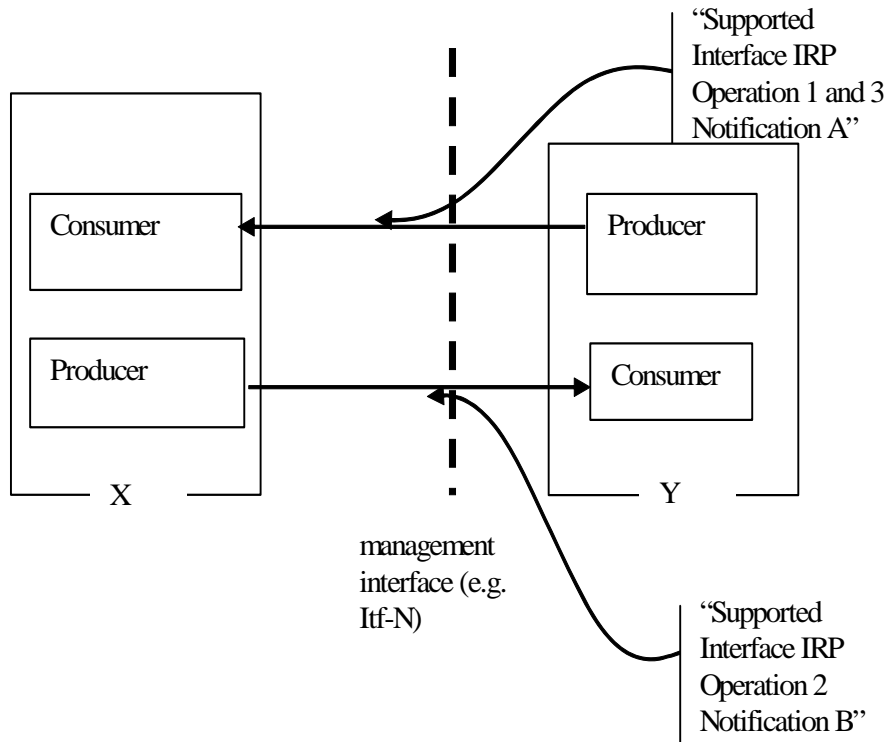 “Supported
Interface IRP
Operation 1 and 3
Notification A”
Consumer
Producer
Producer
Consumer
X
Y
management
interface (e.g.
Itf-N)
“Supported
Interface IRP
Operation 2
Notification B”